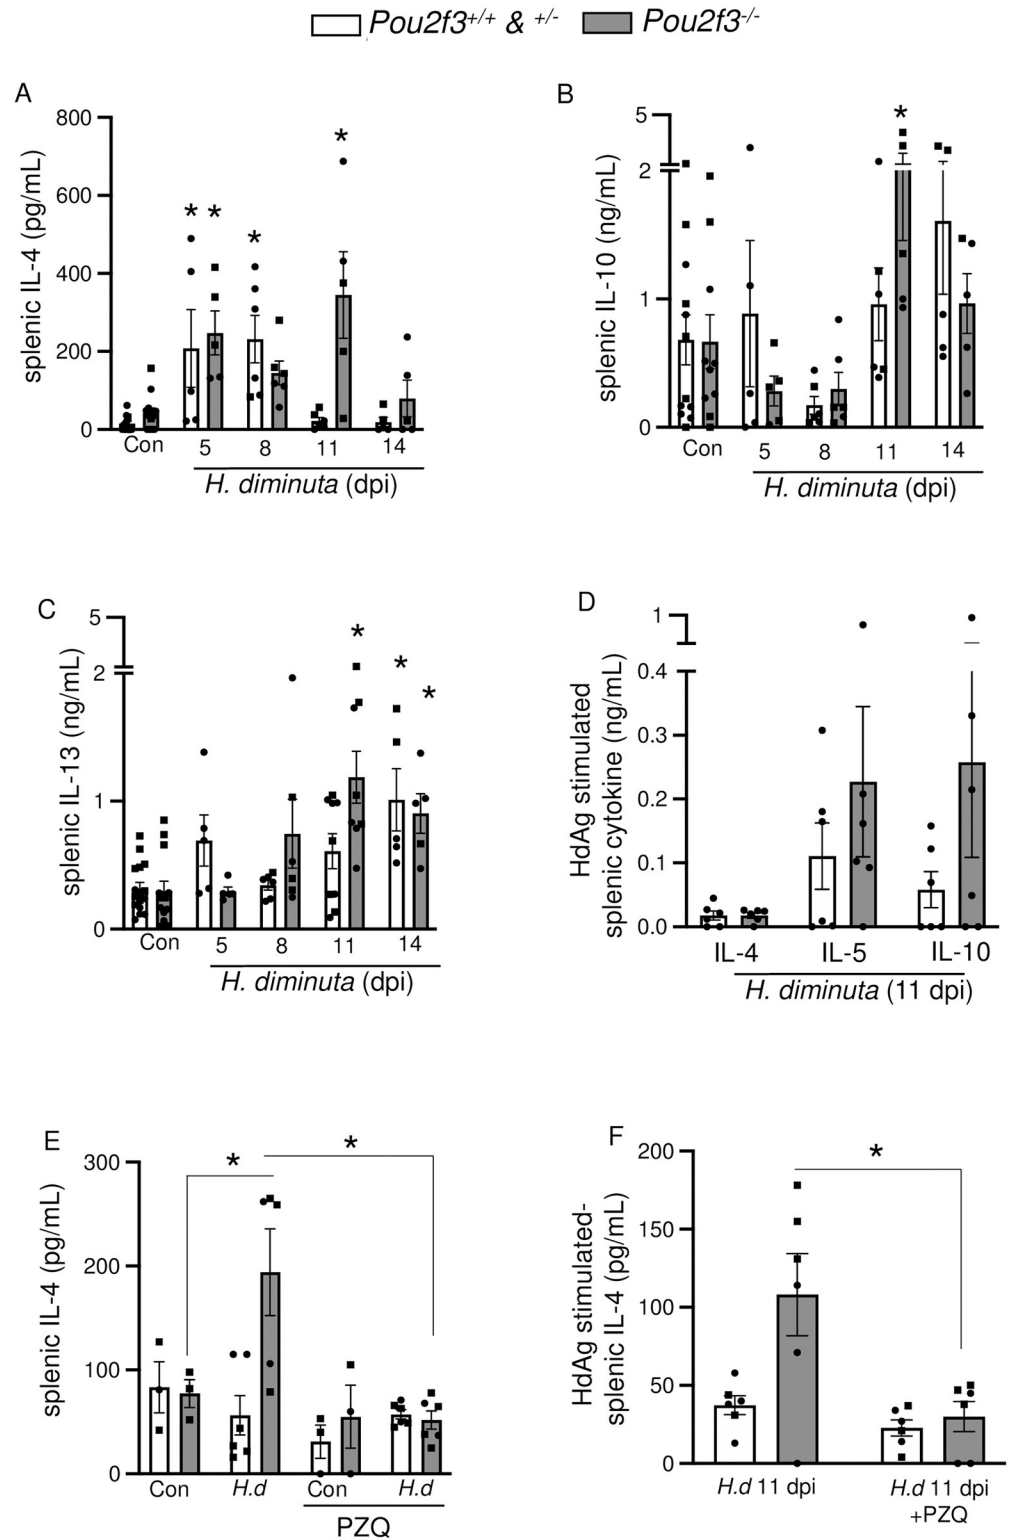 Pou2f3+/+ & +/- Pou2f3-/-
A
splenic IL-4 (pg/mL)
800
600
400
200
0
* * * *
Con 5 8 11 14
H. diminuta (dpi)
B
splenic IL-10 (ng/mL)
5
2
1
0
*
Con 5 8 11 14
H. diminuta (dpi)
C
splenic IL-13 (ng/mL)
5
2
1
0
* * *
Con 5 8 11 14
H. diminuta (dpi)
D
HdAg stimulated
splenic cytokine (ng/mL)
1
0.4
0.3
0.2
0.1
0.0
IL-4 IL-5 IL-10
H. diminuta (11 dpi)
E
splenic IL-4 (pg/mL)
300
200
100
0
* *
Con H.d Con H.d
PZQ
F
HdAg stimulated-
splenic IL-4 (pg/mL)
200
150
100
50
0
*
H.d 11 dpi H.d 11 dpi
+PZQ